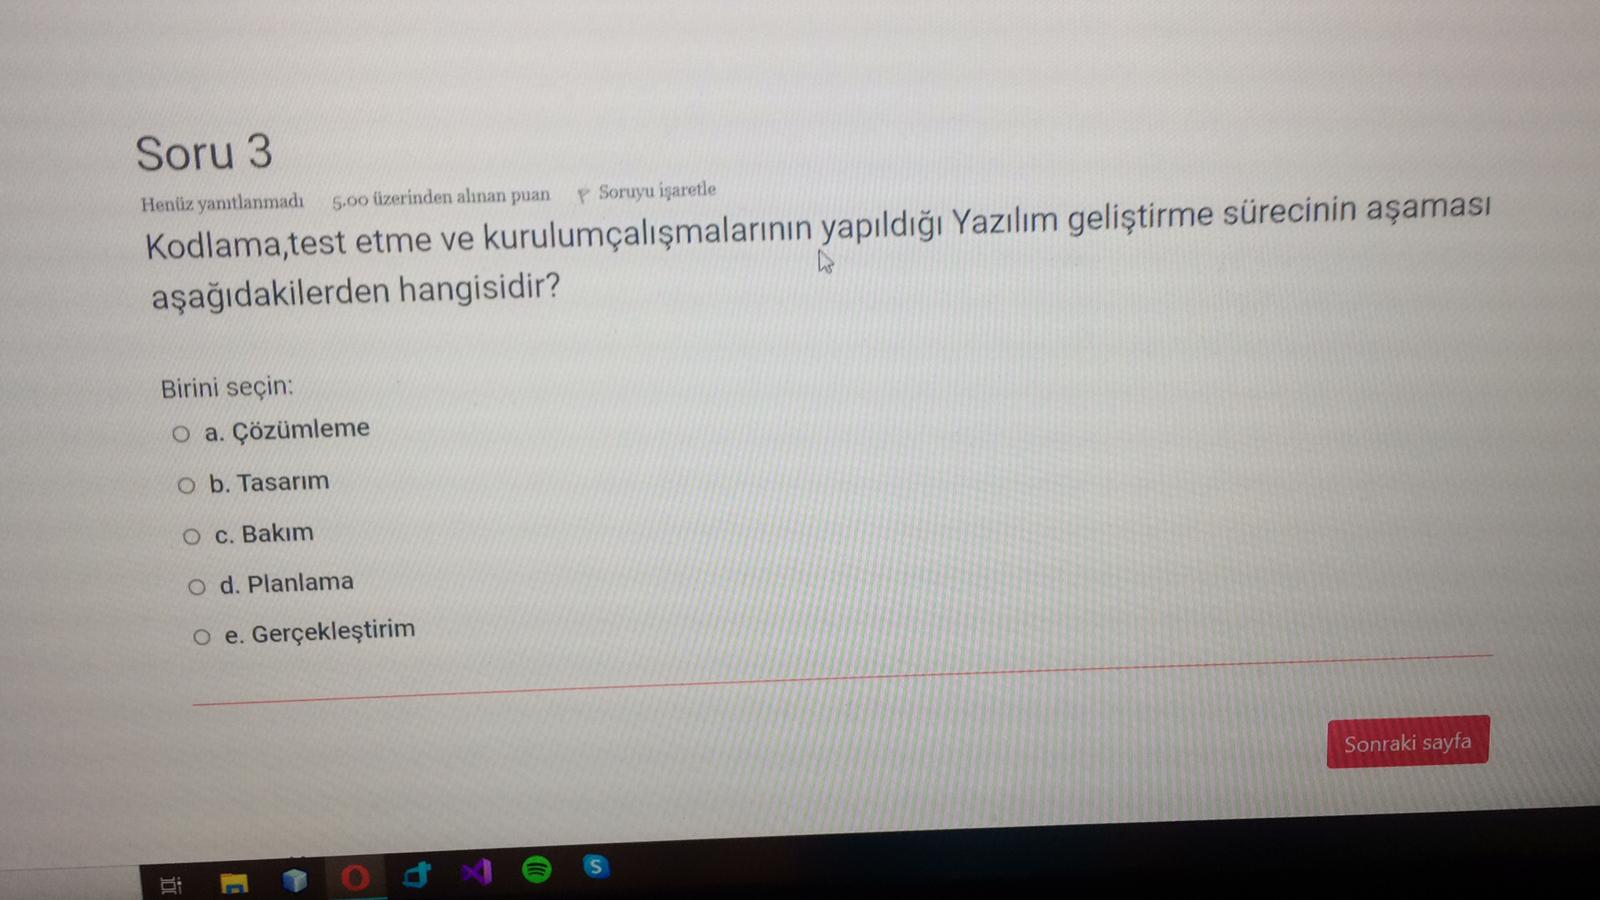 Soru 3
Henüz yanıtlanmadı 5.00 üzerinden alınan puan Soruyu işaretle
Kodlama,test etme ve kurulumçalışmalarının yapıldığı Yazılım geliştirme sürecinin aşaması
aşağıdakilerden hangisidir?
Birini seçin:
a. Çözümleme
b. Tasarım
c. Bakım
d. Planlama
e. Gerçekleştirim
Sonraki sayfa